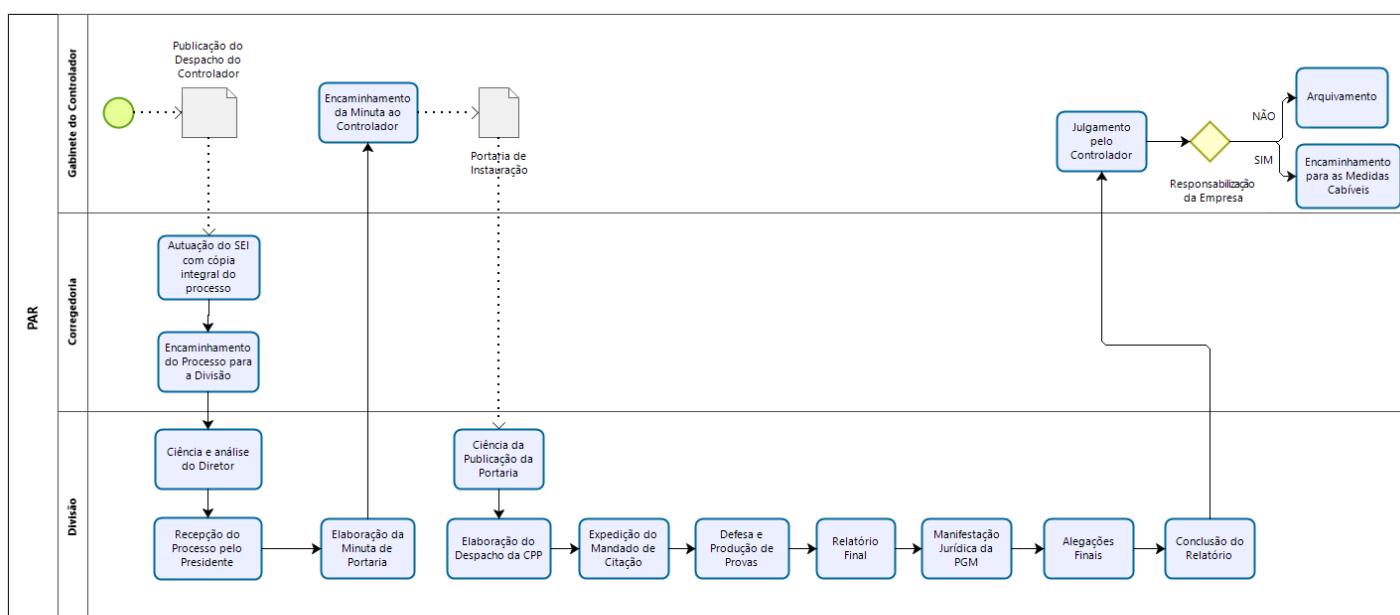 PAR
Gabinete do Controlador
Publicação do
Despacho do
Controlador
Encaminhamento
da Minuta ao
Controlador
Portaria de
Instauração
Julgamento
pelo
Controlador
Responsabilização
da Empresa
NÃO
SIM
Arquivamento
Encaminhamento
para as Medidas
Cabíveis
Corregedoria
Autuação do SEI
com cópia
integral do
processo
Encaminhamento
do Processo para
a Divisão
Divisão
Ciência e análise
do Diretor
Recepção do
Processo pelo
Presidente
Elaboração da
Minuta de
Portaria
Ciência da
Publicação da
Portaria
Elaboração do
Despacho da CPP
Expedição do
Mandado de
Citação
Defesa e
Produção de
Provas
Relatório
Final
Manifestação
Jurídica da
PGM
Alegações
Finais
Conclusão do
Relatório